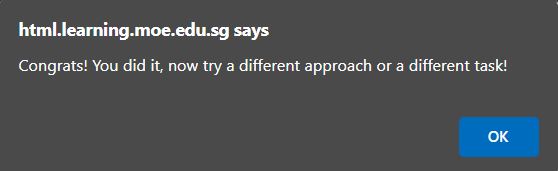 html.learning.moe.edu.sg says
Congrats! You did it, now try a different approach or a different task!
OK